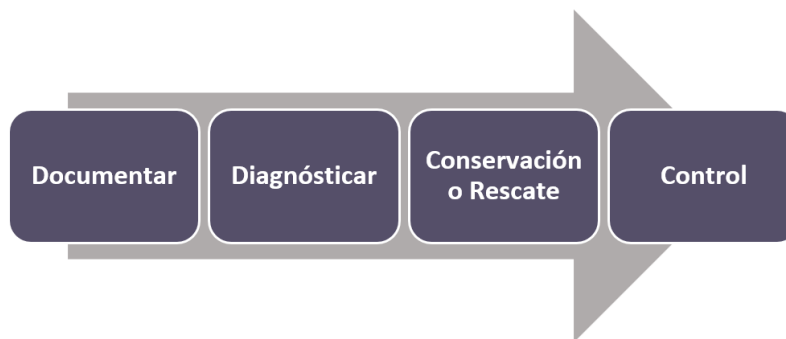 Documentar
Diagnósticar
Conservación
o Rescate
Control